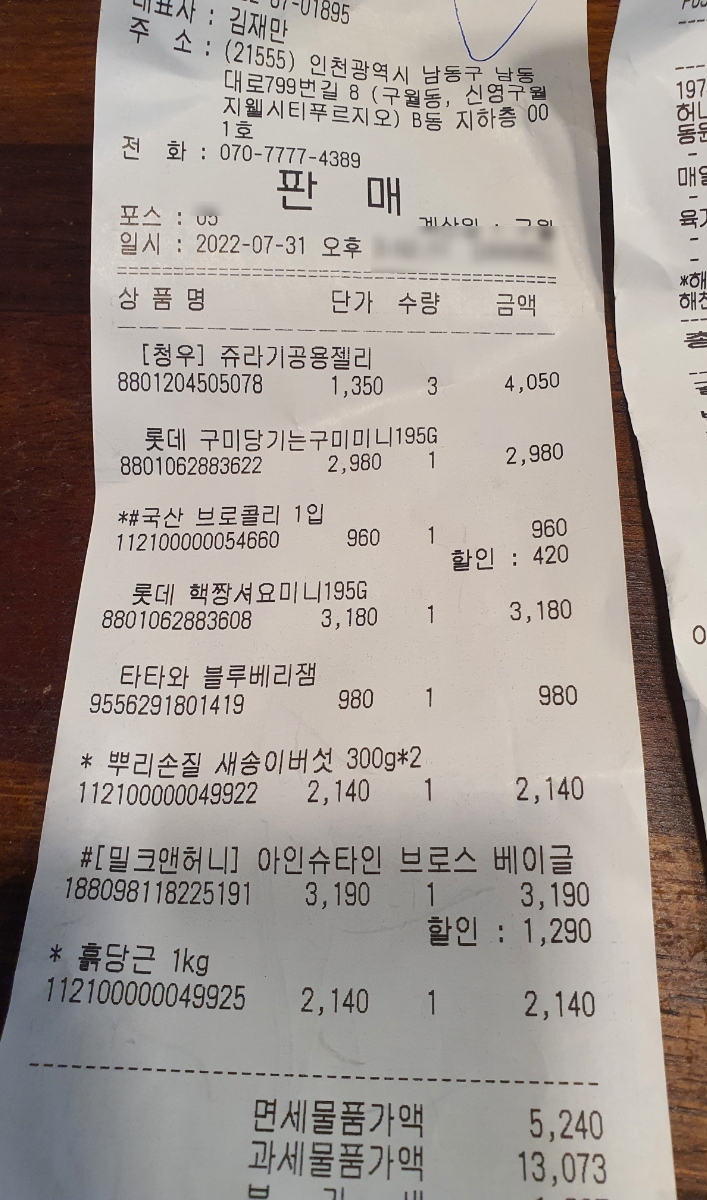 대표사 : 김재만
주 소 : (21555) 인천광역시 남동구 남동
대로799번길 8 (구월동, 신영구월
지웰시티푸르지오) B동 지하층 00
1호
전 화 : 070-7777-4389
판 매
포스 : 05
일시 : 2022-07-31 오후
상 품 명 단가 수량 금액
[청우] 쥬라기공용젤리
8801204505078 1,350 3 4,050
롯데 구미당기는구미미니195G
8801062883622 2,980 1 2,980
*#국산 브로콜리 1입
112100000054660 960 1 960
할인 : 420
롯데 핵짱셔요미니195G
8801062883608 3,180 1 3,180
타타와 블루베리잼
9556291801419 980 1 980
* 뿌리손질 새송이버섯 300g*2
112100000049922 2,140 1 2,140
#[밀크앤허니] 아인슈타인 브로스 베이글
188098118225191 3,190 1 3,190
할인 : 1,290
* 흙당근 1kg
112100000049925 2,140 1 2,140
면세물품가액 5,240
과세물품가액 13,073